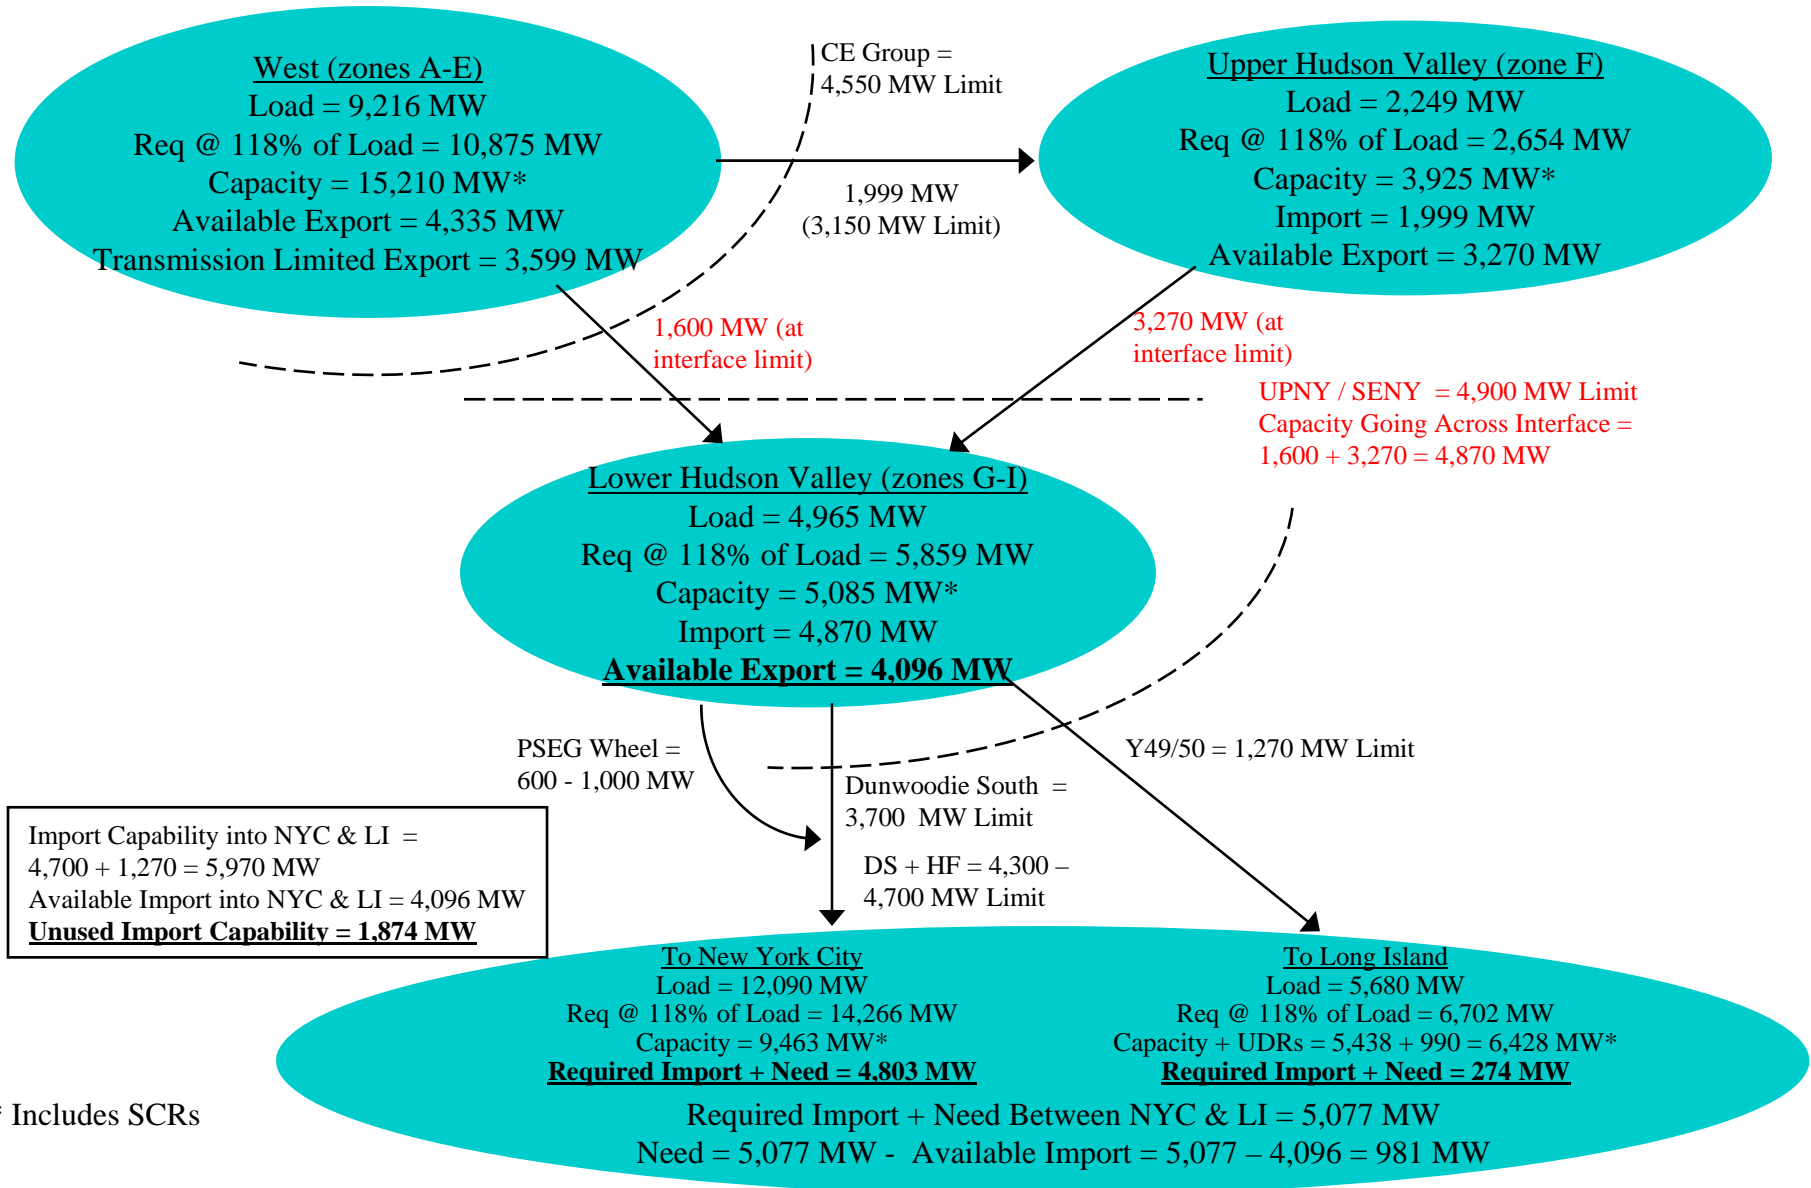 West (zones A-E)
Load = 9,216 MW
Req @ 118% of Load = 10,875 MW
Capacity = 15,210 MW*
Available Export = 4,335 MW
Transmission Limited Export = 3,599 MW
CE Group =
4,550 MW Limit
1,999 MW
(3,150 MW Limit)
Upper Hudson Valley (zone F)
Load = 2,249 MW
Req @ 118% of Load = 2,654 MW
Capacity = 3,925 MW*
Import = 1,999 MW
Available Export = 3,270 MW
1,600 MW (at
interface limit)
3,270 MW (at
interface limit)
UPNY / SENY = 4,900 MW Limit
Capacity Going Across Interface =
1,600 + 3,270 = 4,870 MW
Lower Hudson Valley (zones G-I)
Load = 4,965 MW
Req @ 118% of Load = 5,859 MW
Capacity = 5,085 MW*
Import = 4,870 MW
Available Export = 4,096 MW
PSEG Wheel =
600 - 1,000 MW
Dunwoodie South =
3,700 MW Limit
DS + HF = 4,300 –
4,700 MW Limit
Y49/50 = 1,270 MW Limit
Import Capability into NYC & LI =
4,700 + 1,270 = 5,970 MW
Available Import into NYC & LI = 4,096 MW
Unused Import Capability = 1,874 MW
To New York City
Load = 12,090 MW
Req @ 118% of Load = 14,266 MW
Capacity = 9,463 MW*
Required Import + Need = 4,803 MW
To Long Island
Load = 5,680 MW
Req @ 118% of Load = 6,702 MW
Capacity + UDRs = 5,438 + 990 = 6,428 MW*
Required Import + Need = 274 MW
Required Import + Need Between NYC & LI = 5,077 MW
Need = 5,077 MW - Available Import = 5,077 – 4,096 = 981 MW
* Includes SCRs